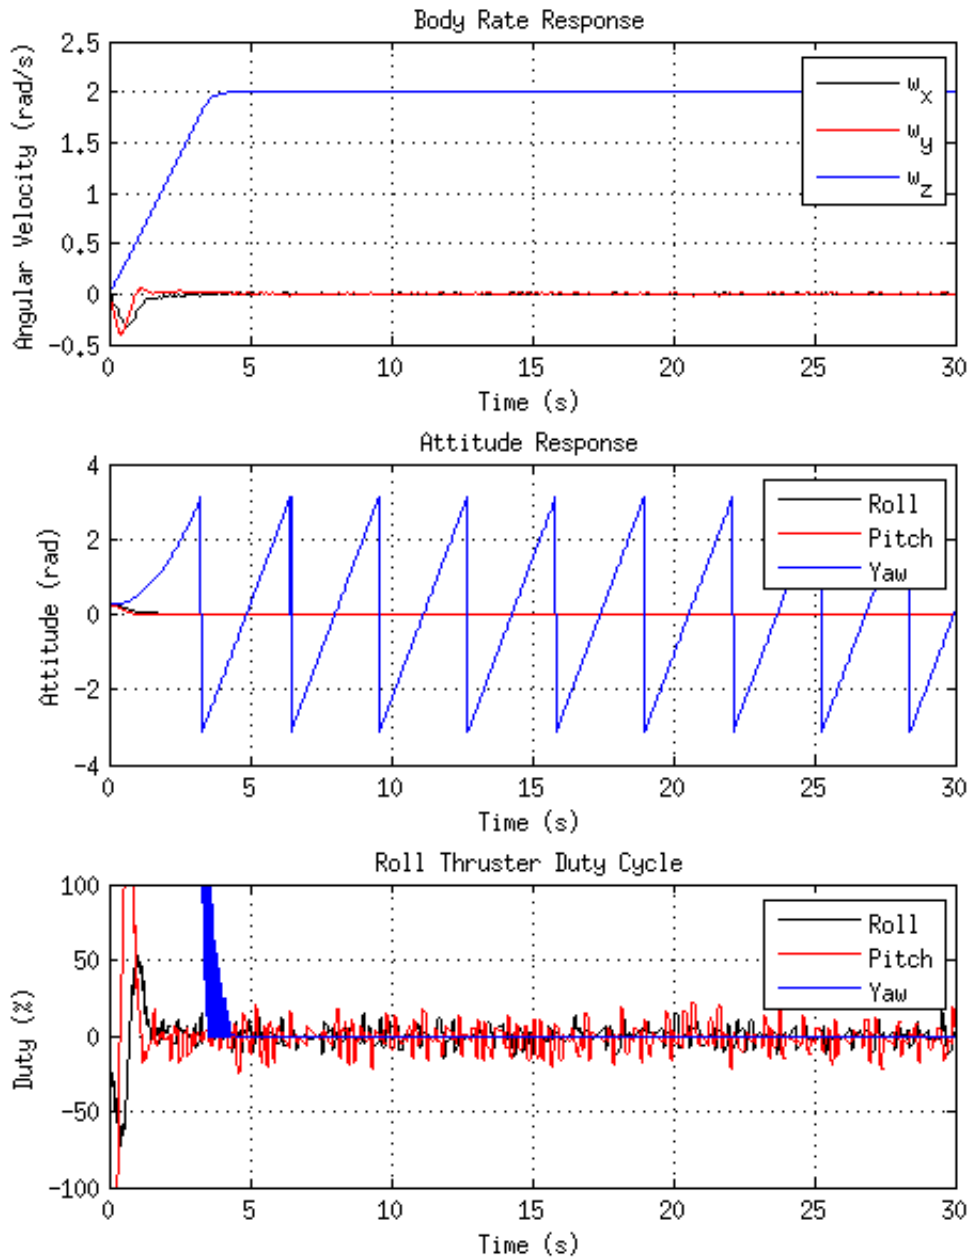 Body Rate Response
Angular Velocity (rad/s)
2.5
2
1.5
1
0.5
0
-0.5
w_x
w_y
w_z
0 5 10 15 20 25 30
Time (s)
Attitude Response
Attitude (rad)
4
2
0
-2
-4
Roll
Pitch
Yaw
0 5 10 15 20 25 30
Time (s)
Roll Thruster Duty Cycle
Duty (%)
100
50
0
-50
-100
Roll
Pitch
Yaw
0 5 10 15 20 25 30
Time (s)